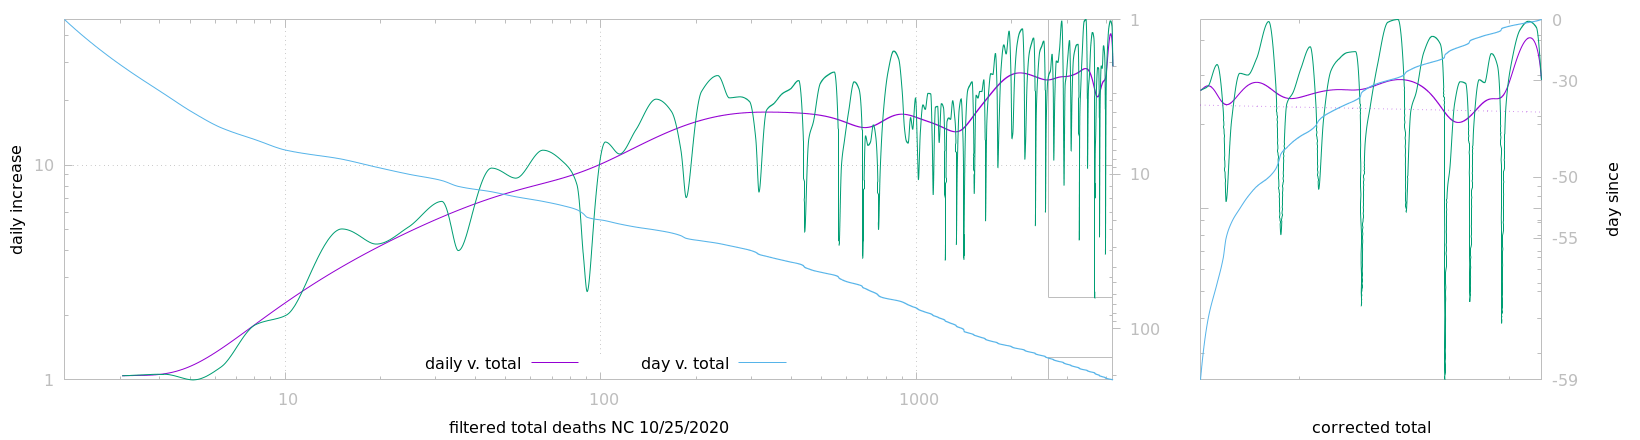 daily increase
10
1
daily v. total
day v. total
10
100
1000
filtered total deaths NC 10/25/2020
1
10
100
0
-30
-50
-55
-59
day since
corrected total